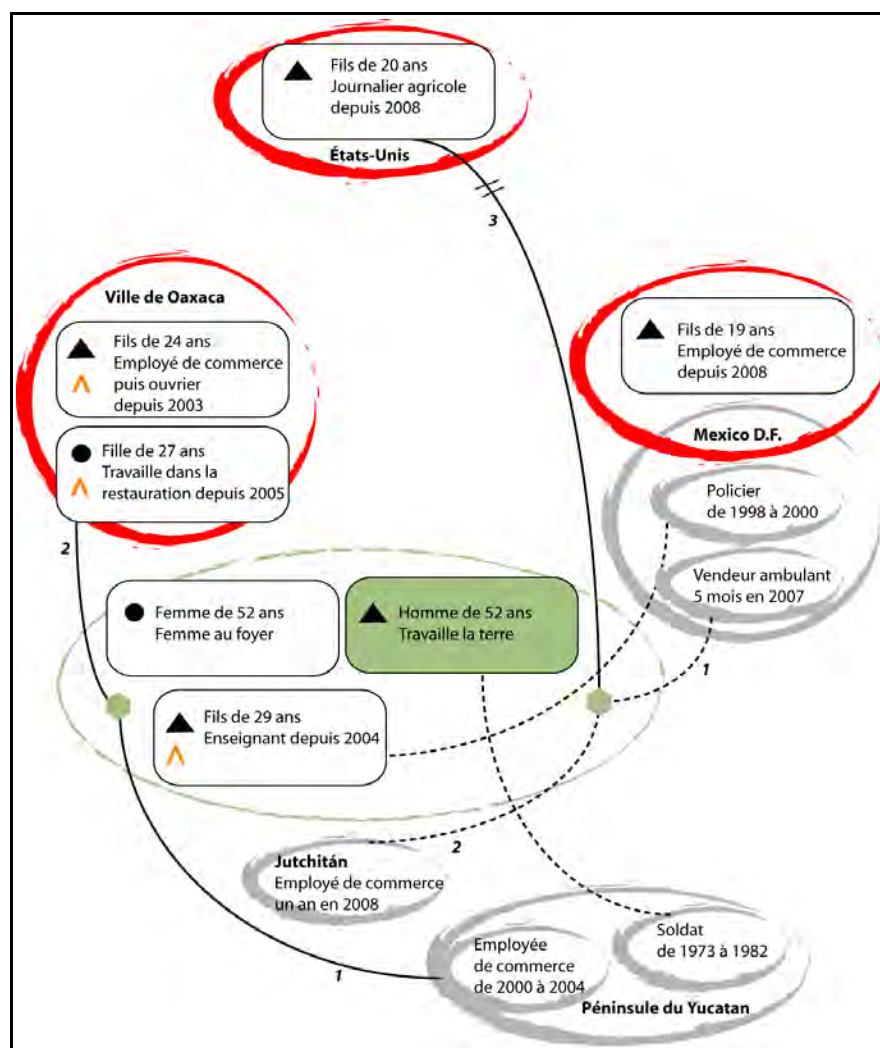 Fils de 20 ans
Journalier agricole
depuis 2008
États-Unis
3
Ville de Oaxaca
Fils de 24 ans
Employé de commerce
puis ouvrier
depuis 2003
Fille de 27 ans
Travaille dans la
restauration depuis 2005
2
Fils de 19 ans
Employé de commerce
depuis 2008
Mexico D.F.
Policier
de 1998 à 2000
Vendeur ambulant
5 mois en 2007
1
Femme de 52 ans
Femme au foyer
Homme de 52 ans
Travaille la terre
Fils de 29 ans
Enseignant depuis 2004
2
Jutchitán
Employé de commerce
un an en 2008
1
Employée
de commerce
de 2000 à 2004
Soldat
de 1973 à 1982
Péninsule du Yucatan